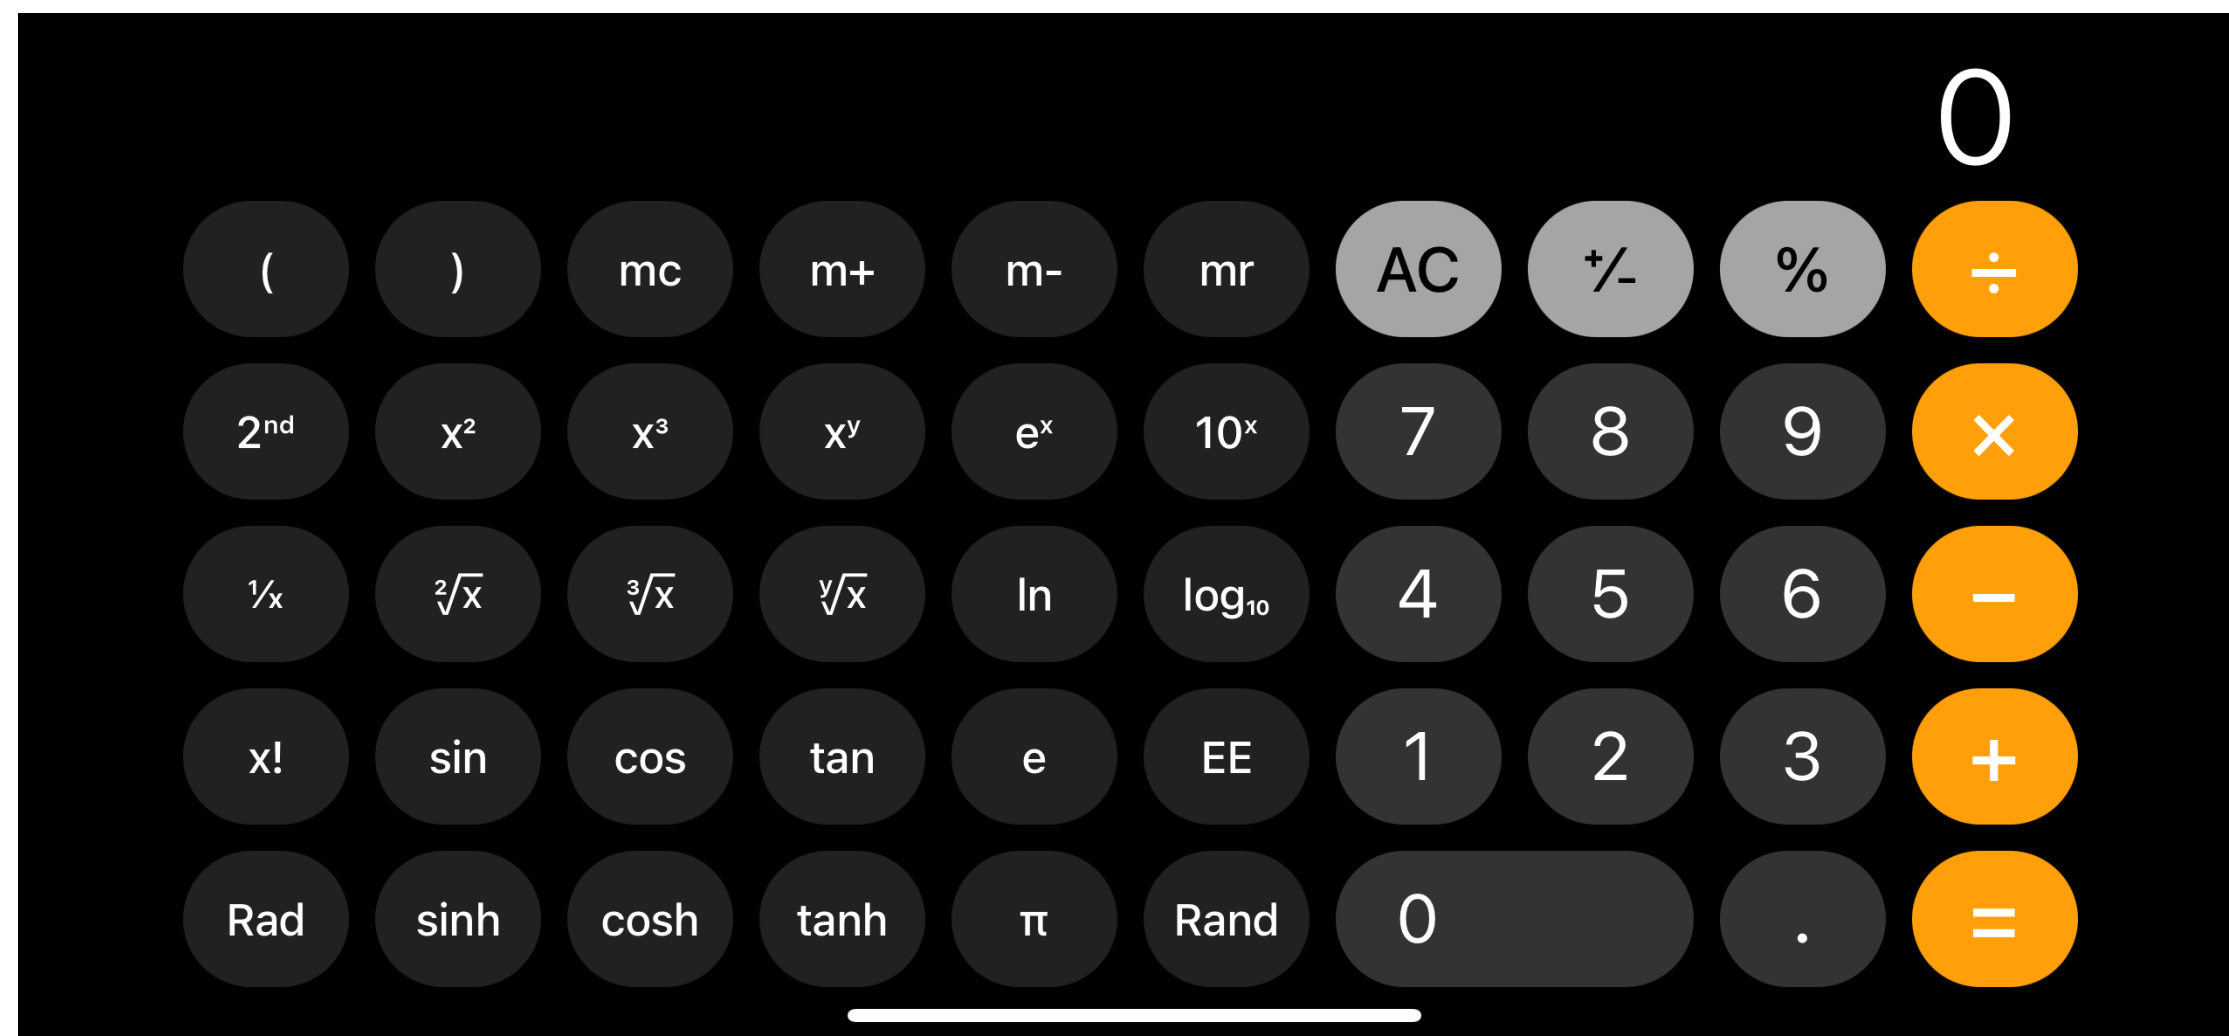 0
( ) mc m+ m- mr AC ⁺⁄₋ % ÷
2ⁿᵈ x² x³ xʸ eˣ 10ˣ 7 8 9 ×
¹⁄ₓ ²√x ³√x ʸ√x ln log₁₀ 4 5 6 −
x! sin cos tan e EE 1 2 3 +
Rad sinh cosh tanh π Rand 0 . =